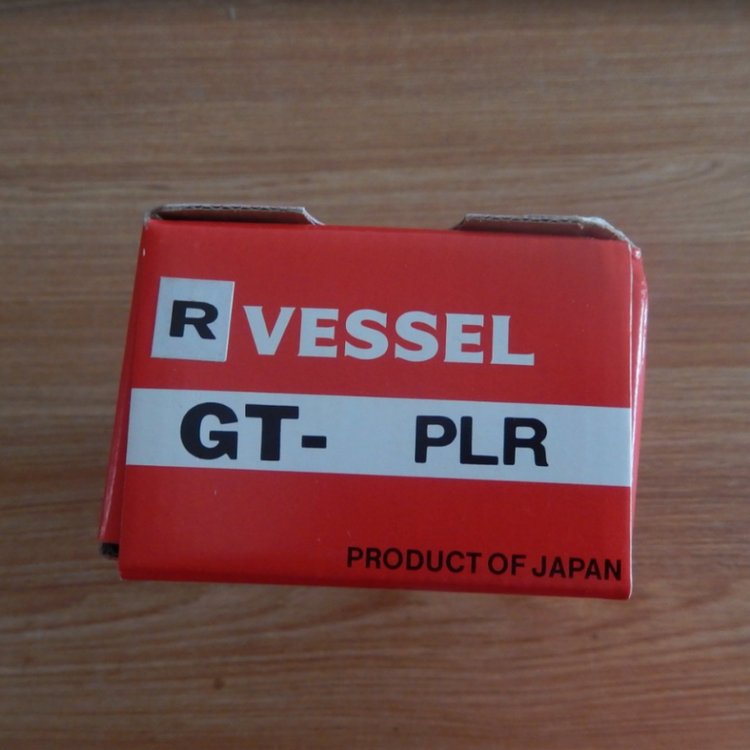 R VESSEL
GT- PLR
PRODUCT OF JAPAN